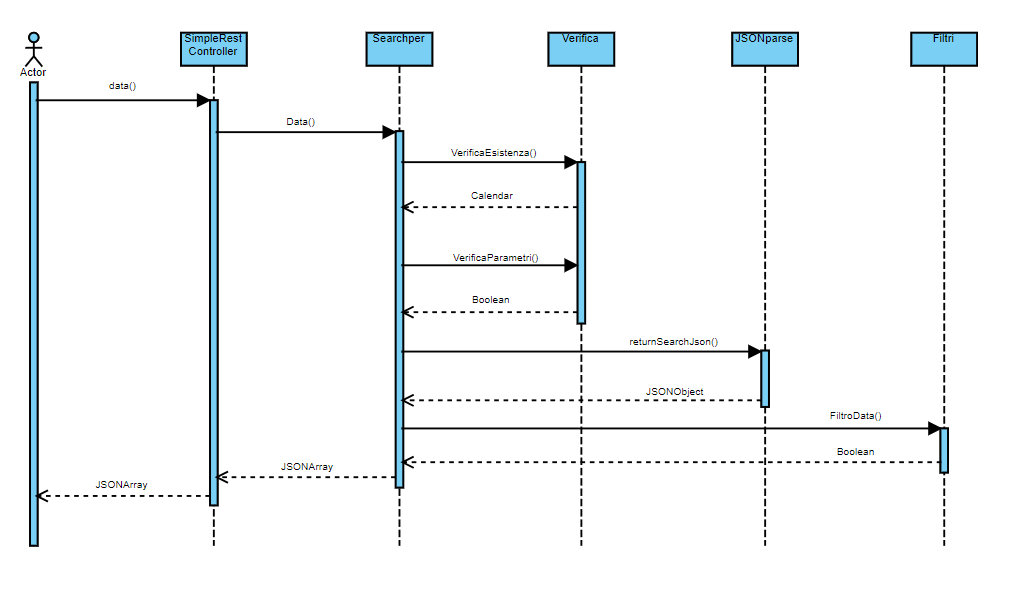 SimpleRest
Controller
Searchper
Verifica
JSONparse
Filtri
Actor
data()
Data()
VerificaEsistenza()
Calendar
VerificaParametri()
Boolean
returnSearchJson()
JSONObject
FiltroData()
Boolean
JSONArray
JSONArray